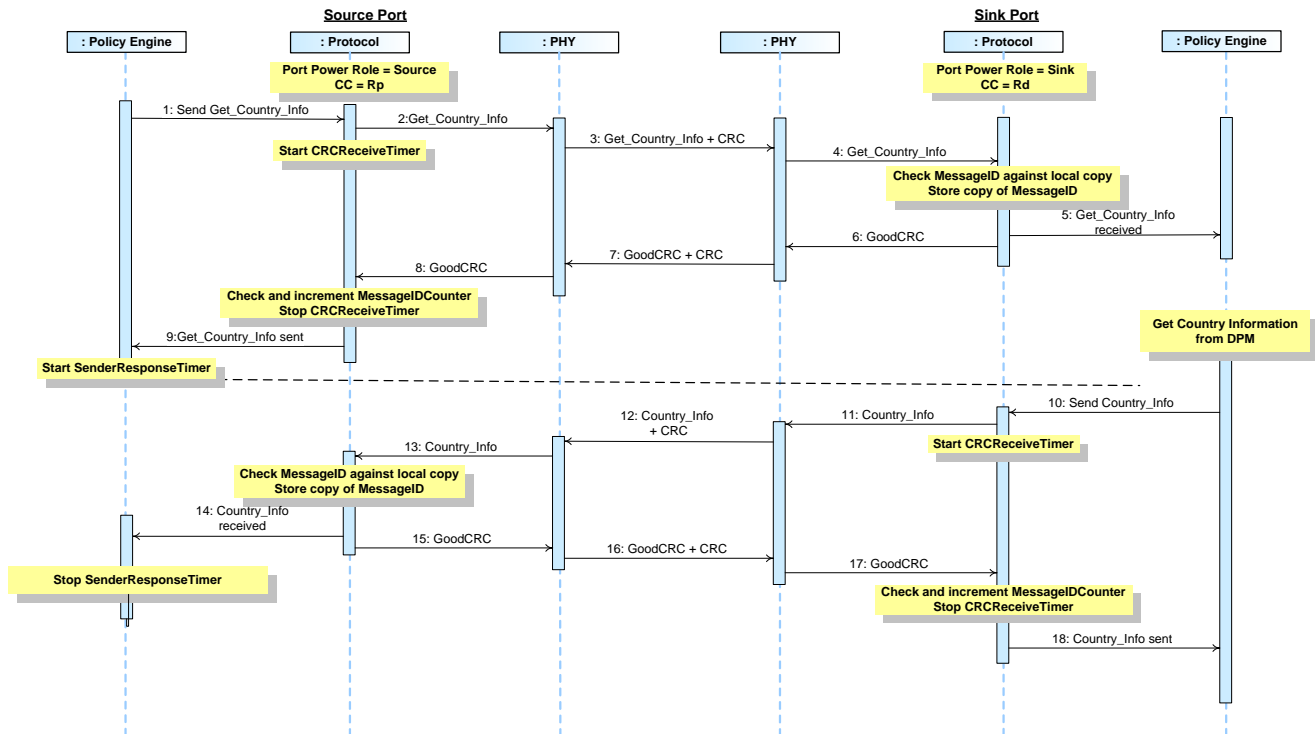 Source Port
Sink Port
: Policy Engine
: Protocol
: PHY
: PHY
: Protocol
: Policy Engine
Port Power Role = Source
CC = Rp
Port Power Role = Sink
CC = Rd
1: Send Get_Country_Info
2:Get_Country_Info
Start CRCReceiveTimer
3: Get_Country_Info + CRC
4: Get_Country_Info
Check MessageID against local copy
Store copy of MessageID
5: Get_Country_Info
received
6: GoodCRC
7: GoodCRC + CRC
8: GoodCRC
Check and increment MessageIDCounter
Stop CRCReceiveTimer
9:Get_Country_Info sent
Get Country Information
from DPM
Start SenderResponseTimer
10: Send Country_Info
11: Country_Info
Start CRCReceiveTimer
12: Country_Info
+ CRC
13: Country_Info
Check MessageID against local copy
Store copy of MessageID
14: Country_Info
received
15: GoodCRC
16: GoodCRC + CRC
17: GoodCRC
Stop SenderResponseTimer
Check and increment MessageIDCounter
Stop CRCReceiveTimer
18: Country_Info sent